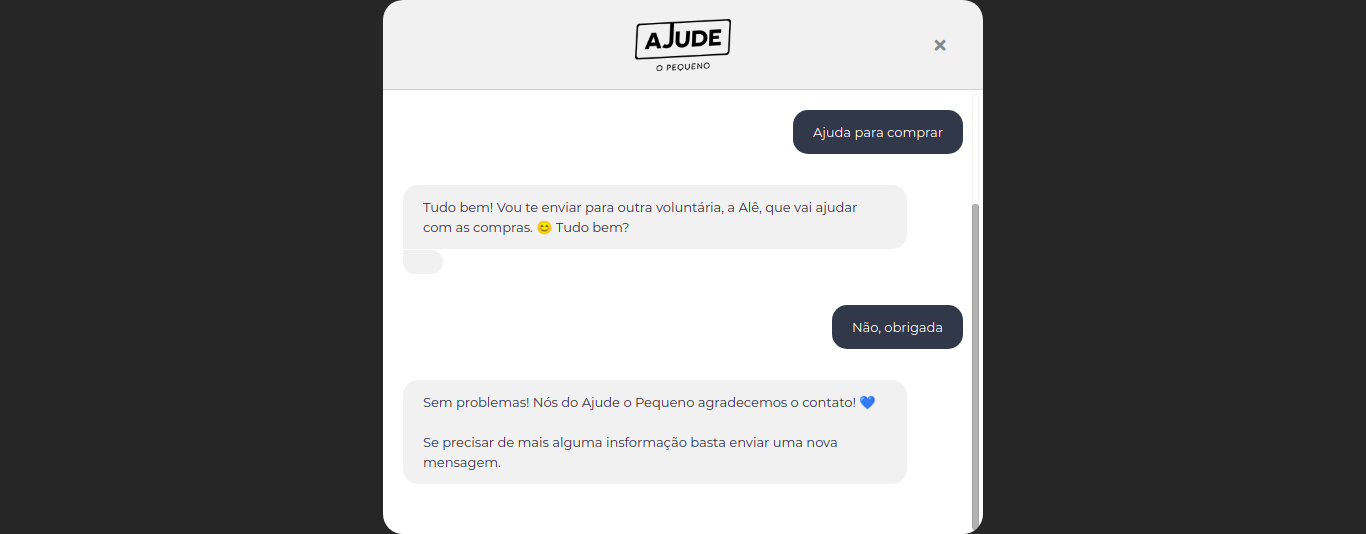 AJUDE
O PEQUENO
×
Ajuda para comprar
Tudo bem! Vou te enviar para outra voluntária, a Alê, que vai ajudar
com as compras. 😊 Tudo bem?
Não, obrigada
Sem problemas! Nós do Ajude o Pequeno agradecemos o contato! 💙
Se precisar de mais alguma insformação basta enviar uma nova
mensagem.